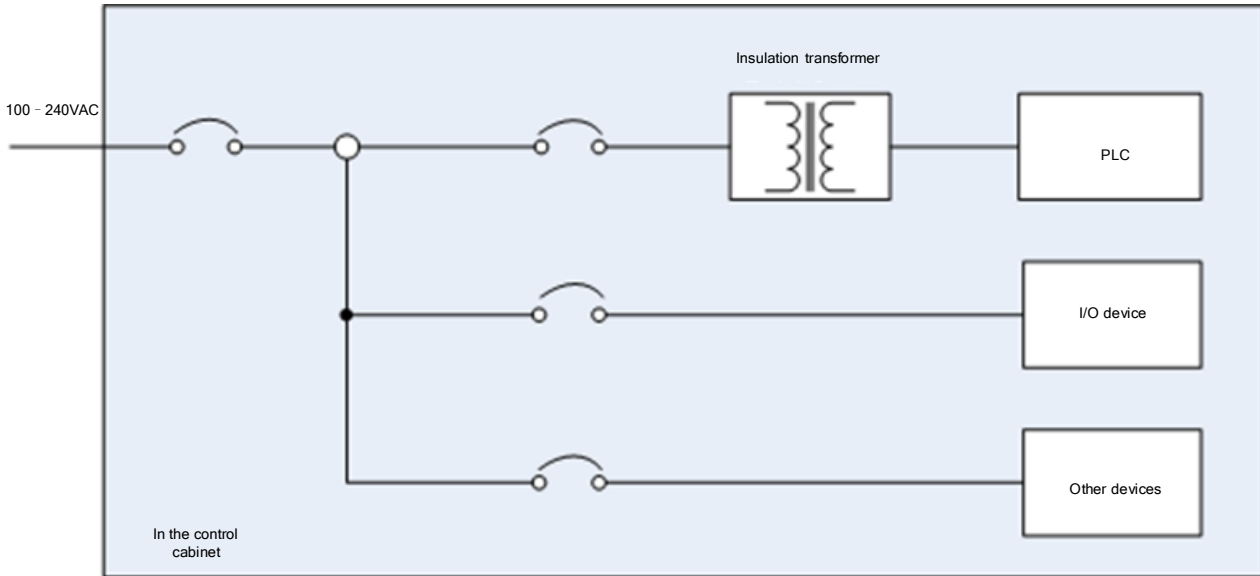 Insulation transformer
100-240VAC
PLC
I/O device
Other devices
In the control
cabinet